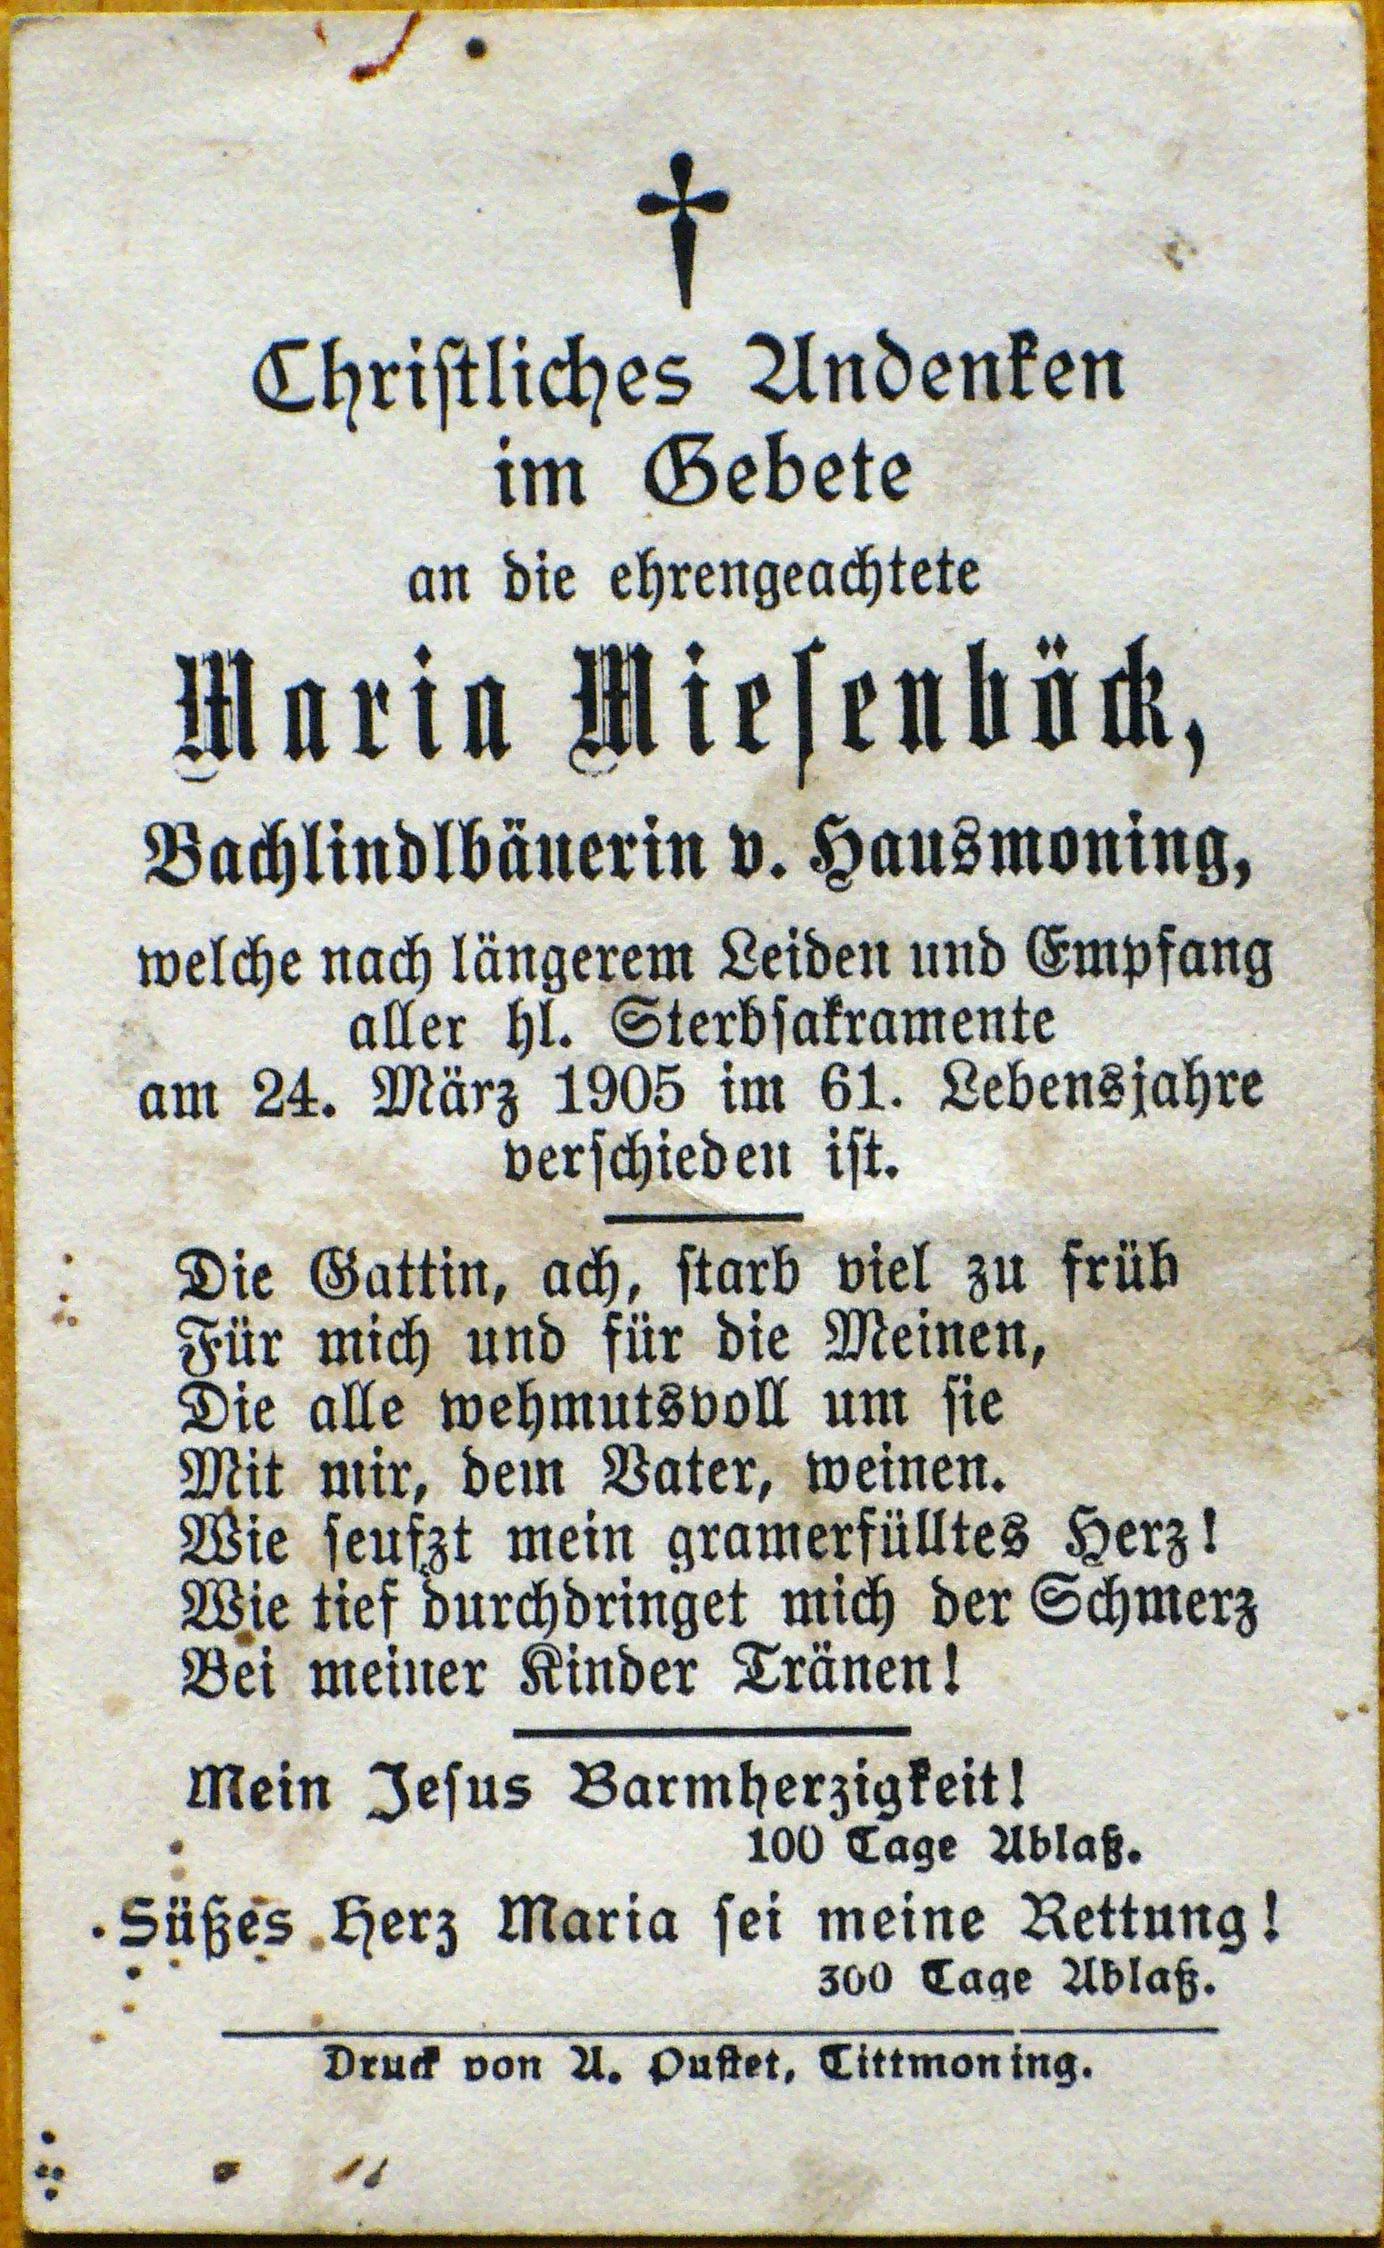 Christliches Andenken
im Gebete
an die ehrengeachtete
Maria Miesenböck,
Bachlindlbäuerin v. Hausmoning,
welche nach längerem Leiden und Empfang
aller hl. Sterbsakramente
am 24. März 1905 im 61. Lebensjahre
verschieden ist.
Die Gattin, ach, starb viel zu früh
Für mich und für die Meinen,
Die alle wehmutsvoll um sie
Mit mir, dem Vater, weinen.
Wie seufzt mein gramerfülltes Herz!
Wie tief durchdringet mich der Schmerz
Bei meiner Kinder Tränen!
Mein Jesus Barmherzigkeit!
100 Tage Ablaß.
Süßes Herz Maria sei meine Rettung!
300 Tage Ablaß.
Druck von A. Pustet, Tittmoning.